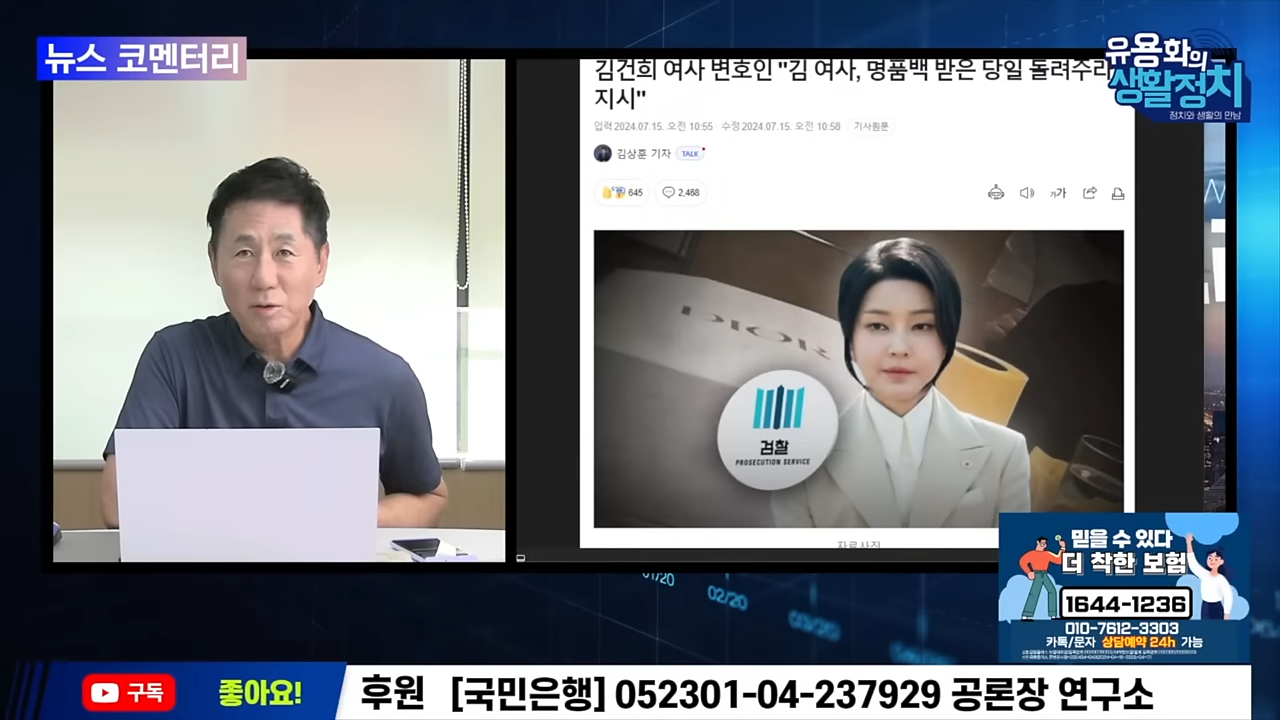 뉴스 코멘터리
유용화의
생활정치
정치와 생활의 만남
김건희 여사 변호인 "김 여사, 명품백 받은 당일 돌려주라
지시"
입력 2024.07.15. 오전 10:55 · 수정 2024.07.15. 오전 10:58 기사원문
김상훈 기자 TALK
645 2,468
가가
DIOR
검찰
PROSECUTION SERVICE
자료사진
믿을 수 있다
더 착한 보험
1644-1236
010-7612-3303
카톡/문자 상담예약 24h 가능
01/20
02/20
03/20
구독 좋아요! 후원 [국민은행] 052301-04-237929 공론장 연구소